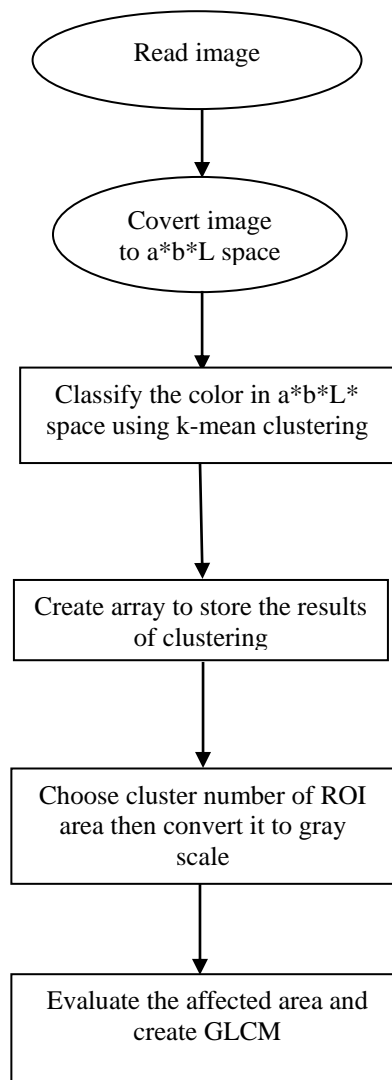 Read image
Covert image
to a*b*L space
Classify the color in a*b*L*
space using k-mean clustering
Create array to store the results
of clustering
Choose cluster number of ROI
area then convert it to gray
scale
Evaluate the affected area and
create GLCM